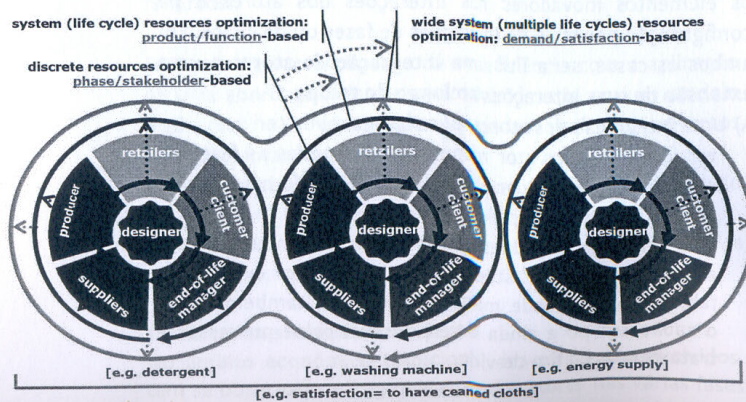 system (life cycle) resources optimization:
product/function-based
wide system (multiple life cycles) resources
optimization: demand/satisfaction-based
discrete resources optimization:
phase/stakeholder-based
retailers
producer
customer
client
designer
suppliers
end-of-life
manager
retailers
producer
customer
client
designer
suppliers
end-of-life
manager
retailers
producer
customer
client
designer
suppliers
end-of-life
manager
[e.g. detergent]
[e.g. washing machine]
[e.g. energy supply]
[e.g. satisfaction= to have ceaned cloths]